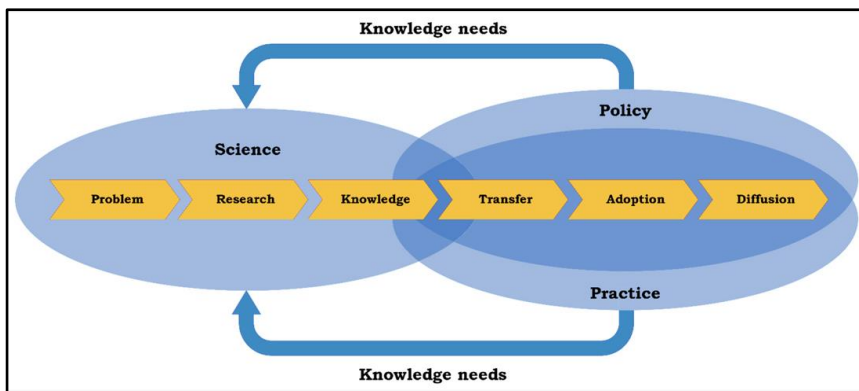 Knowledge needs
Policy
Science
Problem
Research
Knowledge
Transfer
Adoption
Diffusion
Practice
Knowledge needs